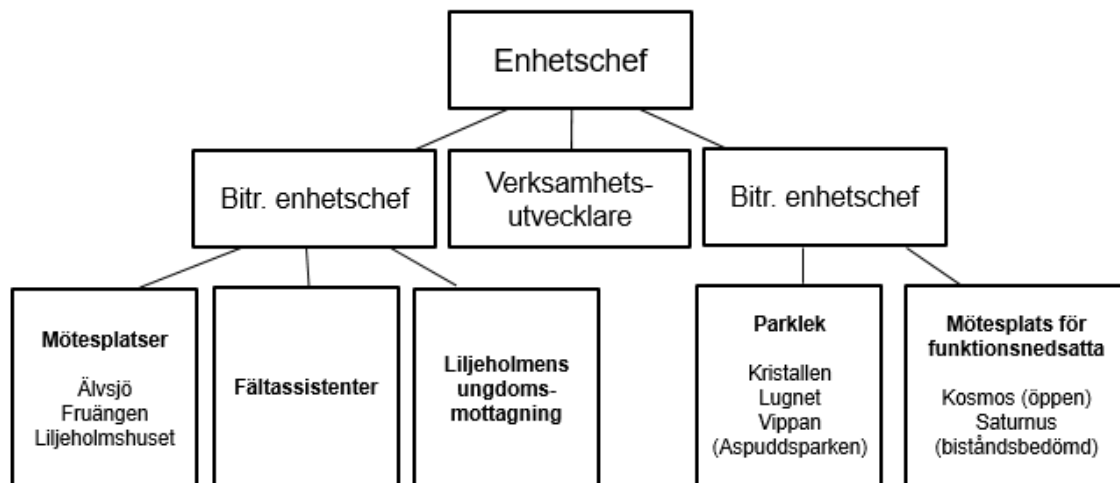 Enhetschef
Bitr. enhetschef
Verksamhets-
utvecklare
Bitr. enhetschef
Mötesplatser
Älvsjö
Fruängen
Liljeholmshuset
Fältassistenter
Liljeholmens
ungdoms-
mottagning
Parklek
Kristallen
Lugnet
Vippan
(Aspuddsparken)
Mötesplats för
funktionsnedsatta
Kosmos (öppen)
Saturnus
(biståndsbedömd)